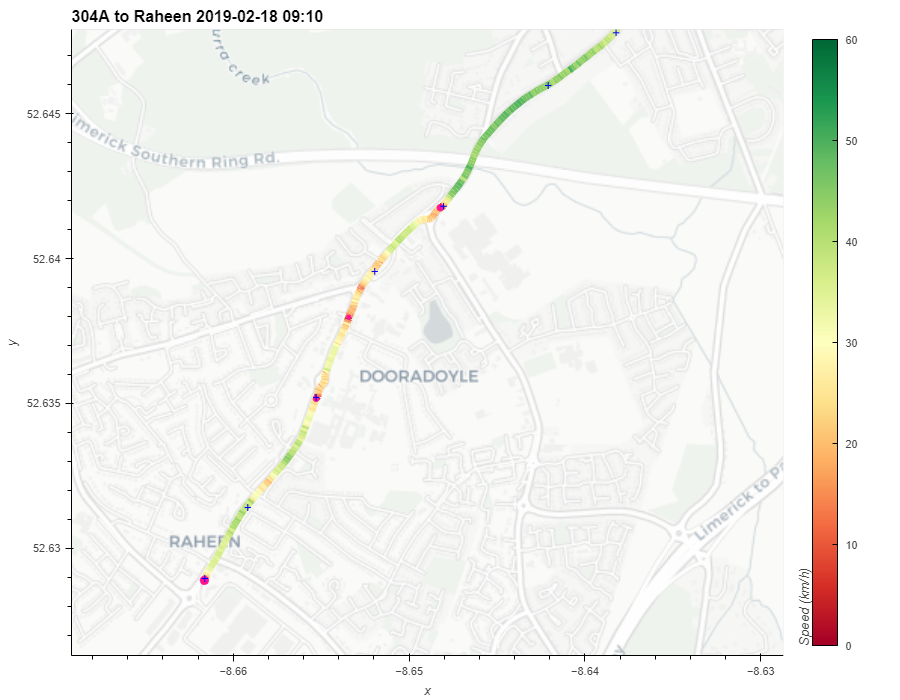 304A to Raheen 2019-02-18 09:10
urra creek
imerick Southern Ring Rd.
DOORADOYLE
RAHEEN
Limerick to Pa
y
52.645
52.64
52.635
52.63
y
−8.66
−8.65
−8.64
−8.63
x
60
50
40
30
20
10
0
Speed (km/h)